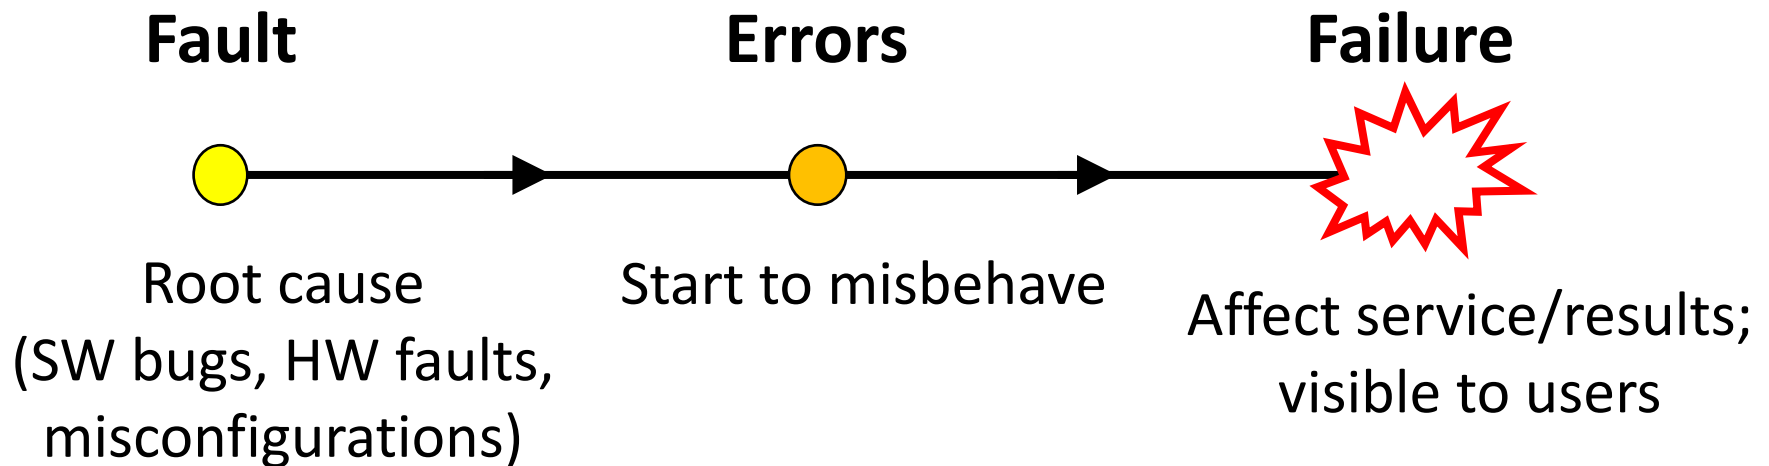 Fault
Errors
Failure
Root cause
(SW bugs, HW faults,
misconfigurations)
Start to misbehave
Affect service/results;
visible to users